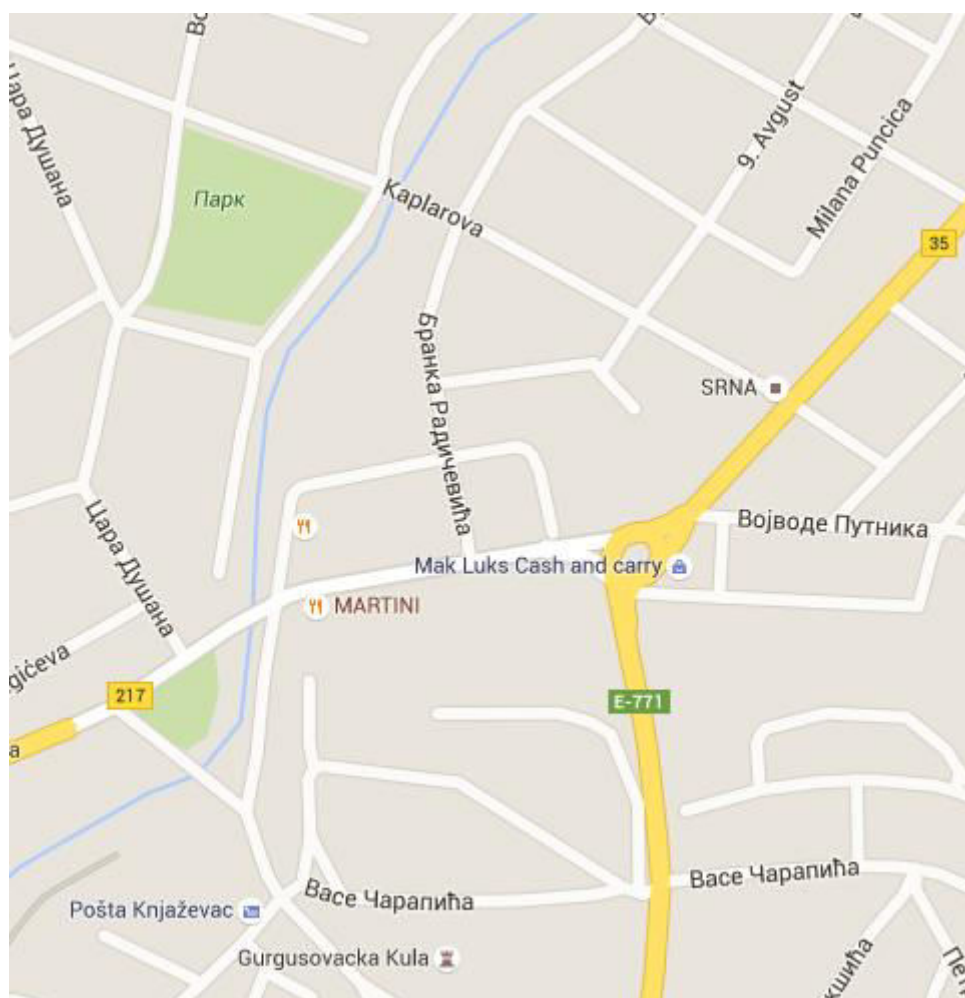 Цара Душана
Парк
Kaplarova
9. Avgust
Milana Puncica
35
Бранка Радичевића
SRNA
Војводе Путника
Mak Luks Cash and carry
MARTINI
Цара Душана
217
E-771
Васе Чарапића
Васе Чарапића
Pošta Knjaževac
Gurgusovacka Kula